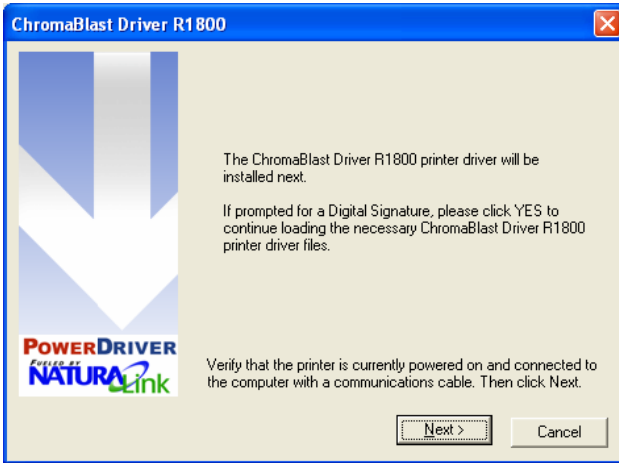 ChromaBlast Driver R1800
The ChromaBlast Driver R1800 printer driver will be
installed next.
If prompted for a Digital Signature, please click YES to
continue loading the necessary ChromaBlast Driver R1800
printer driver files.
POWERDRIVER
FUELED BY
NATURALink
Verify that the printer is currently powered on and connected to
the computer with a communications cable. Then click Next.
Next >
Cancel